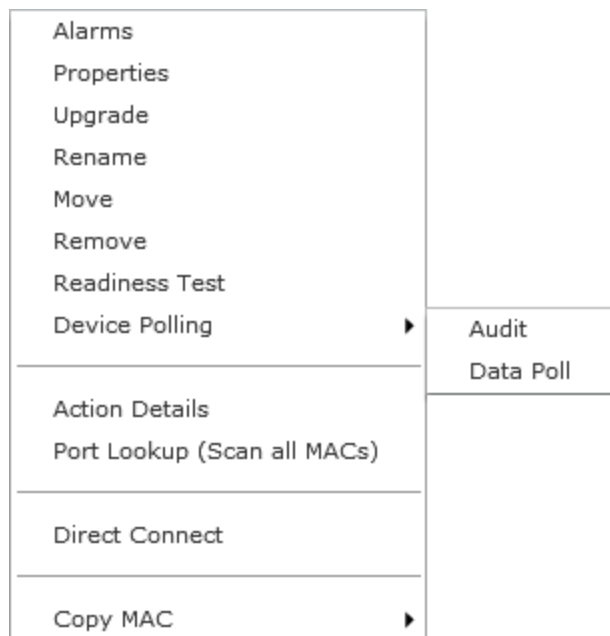 Alarms
Properties
Upgrade
Rename
Move
Remove
Readiness Test
Device Polling
Audit
Data Poll
Action Details
Port Lookup (Scan all MACs)
Direct Connect
Copy MAC